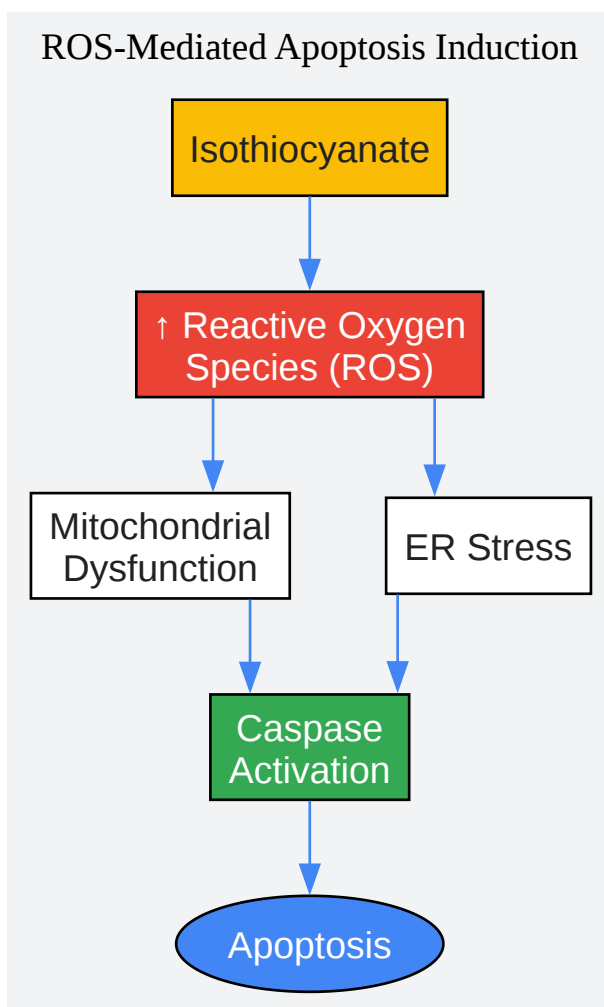 ROS-Mediated Apoptosis Induction
Isothiocyanate
↑ Reactive Oxygen
Species (ROS)
Mitochondrial
Dysfunction
ER Stress
Caspase
Activation
Apoptosis